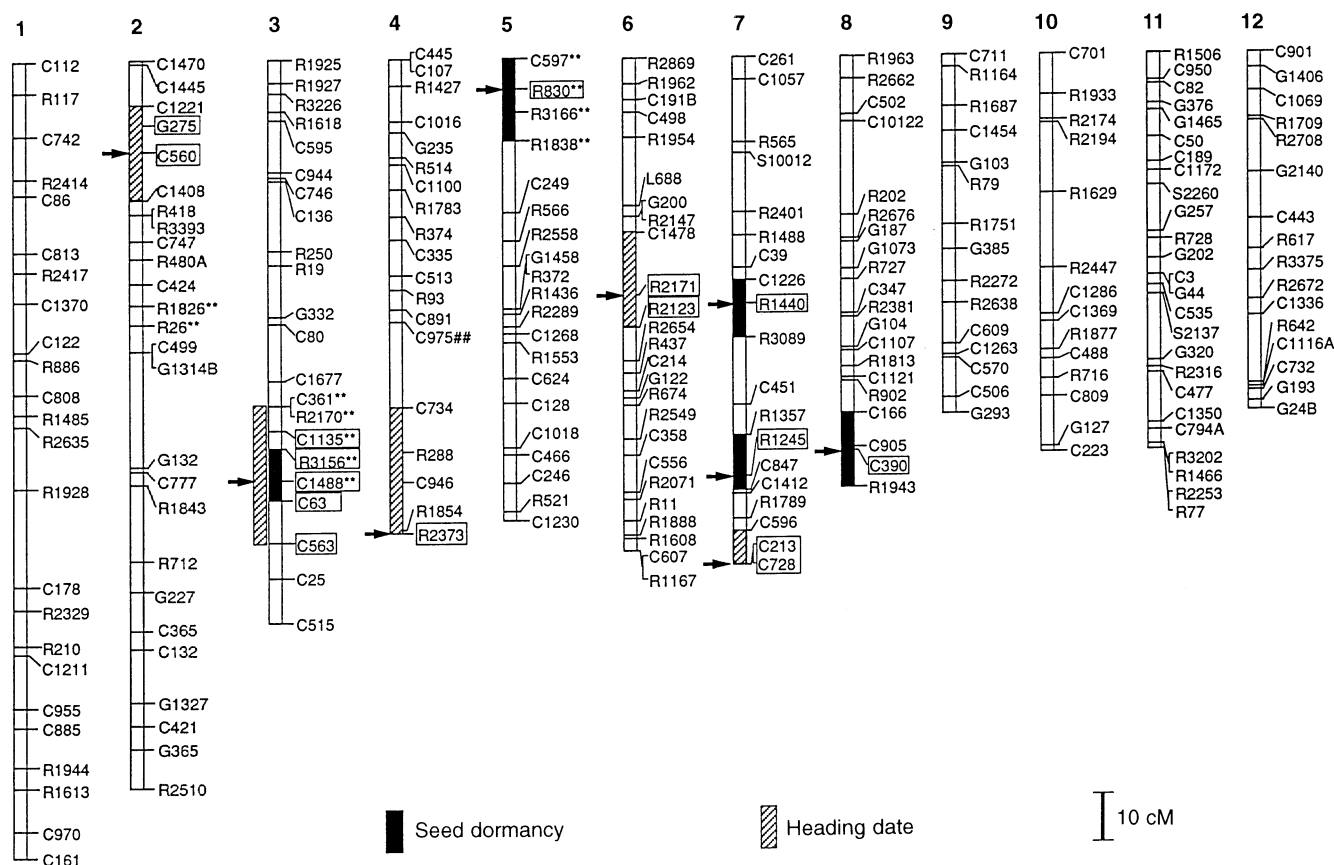 1
2
3
4
5
6
7
8
9
10
11
12
C112
R117
C742
R2414
C86
C813
R2417
C1370
C122
R886
C808
R1485
R2635
R1928
C178
R2329
R210
C1211
C955
C885
R1944
R1613
C970
C161
C1470
C1445
C1221
G275
C560
C1408
R418
R3393
C747
R480A
C424
R1826**
R26**
C499
G1314B
G132
C777
R1843
R712
G227
C365
C132
G1327
C421
G365
R2510
R1925
R1927
R3226
R1618
C595
C944
C746
C136
R250
R19
G332
C80
C1677
C361**
R2170**
C1135**
R3156**
C1488**
C63
C563
C25
C515
C445
C107
R1427
C1016
G235
R514
C1100
R1783
R374
C335
C513
R93
C891
C975##
C734
R288
C946
R1854
R2373
C597**
R830**
R3166**
R1838**
C249
R566
R2558
G1458
R372
R1436
R2289
C1268
R1553
C624
C128
C1018
C466
C246
R521
C1230
R2869
R1962
C191B
C498
R1954
L688
G200
R2147
C1478
R2171
R2123
R2654
R437
C214
G122
R674
R2549
C358
C556
R2071
R11
R1888
R1608
C607
R1167
C261
C1057
R565
S10012
R2401
R1488
C39
C1226
R1440
R3089
C451
R1357
R1245
C847
C1412
R1789
C596
C213
C728
R1963
R2662
C502
C10122
R202
R2676
G187
G1073
R727
C347
R2381
G104
C1107
R1813
C1121
R902
C166
C905
C390
R1943
C711
R1164
R1687
C1454
G103
R79
R1751
G385
R2272
R2638
C609
C1263
C570
C506
G293
C701
R1933
R2174
R2194
R1629
R2447
C1286
C1369
R1877
C488
R716
C809
G127
C223
R1506
C950
C82
G376
G1465
C50
C189
C1172
S2260
G257
R728
G202
C3
G44
C535
S2137
G320
R2316
C477
C1350
C794A
R3202
R1466
R2253
R77
C901
G1406
C1069
R1709
R2708
G2140
C443
R617
R3375
R2672
C1336
R642
C1116A
C732
G193
G24B
Seed dormancy
Heading date
10 cM